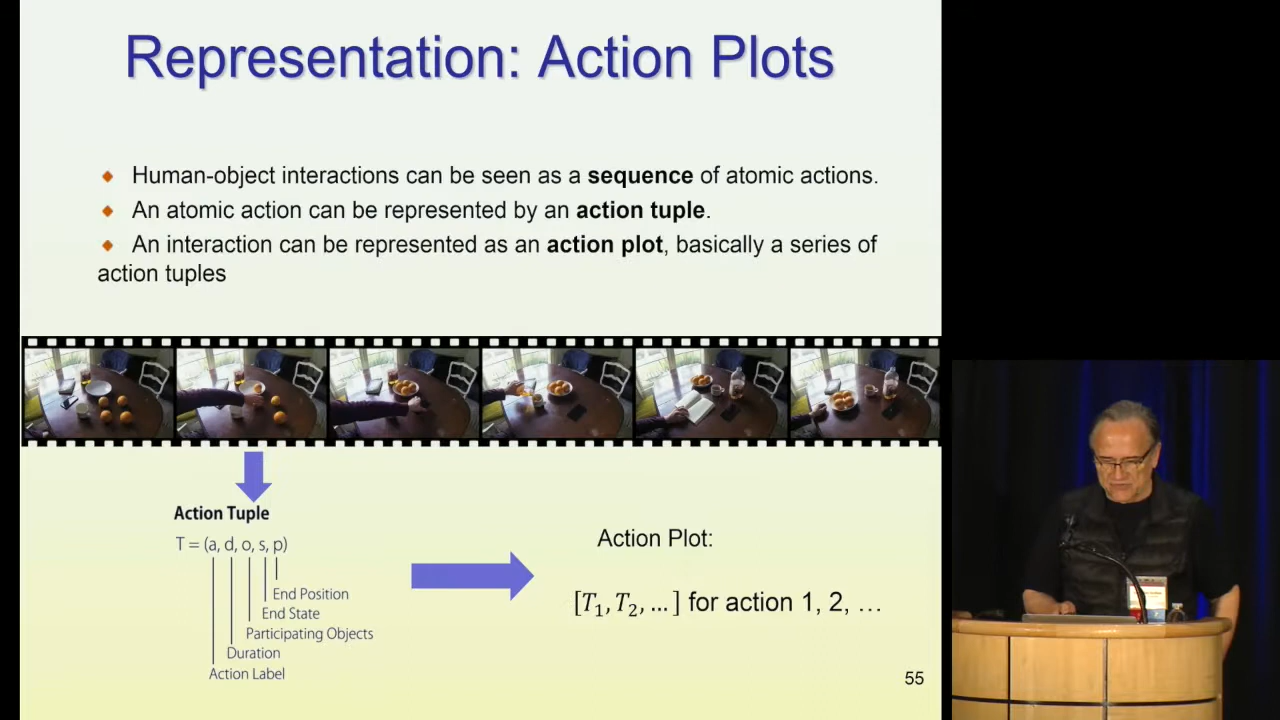 Representation: Action Plots
Human-object interactions can be seen as a sequence of atomic actions.
An atomic action can be represented by an action tuple.
An interaction can be represented as an action plot, basically a series of
action tuples
Action Tuple
T = (a, d, o, s, p)
End Position
End State
Participating Objects
Duration
Action Label
Action Plot:
[T₁, T₂, ... ] for action 1, 2, …
55